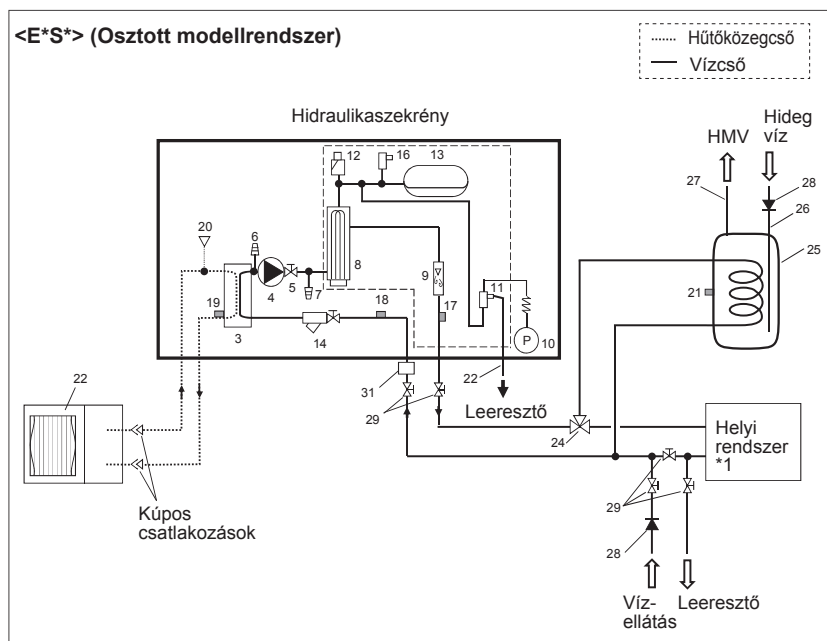 <E*S*> (Osztott modellrendszer)
Hűtőközegcső
Vízcső
Hidraulikaszekrény
HMV
Hideg
víz
12
16
13
27
28
26
20
6
25
8
9
4
5
7
11
21
19
18
17
3
14
P
10
22
31
22
29
Leeresztő
24
Helyi
rendszer
*1
Kúpos
csatlakozások
29
28
Víz-
ellátás
Leeresztő